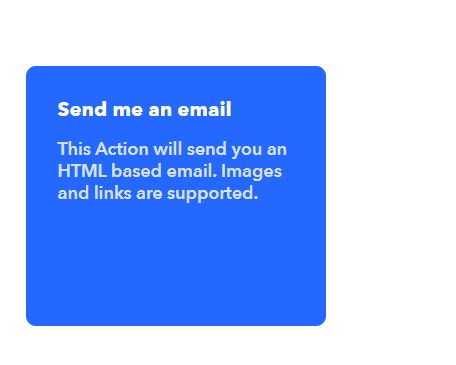 Send me an email
This Action will send you an
HTML based email. Images
and links are supported.